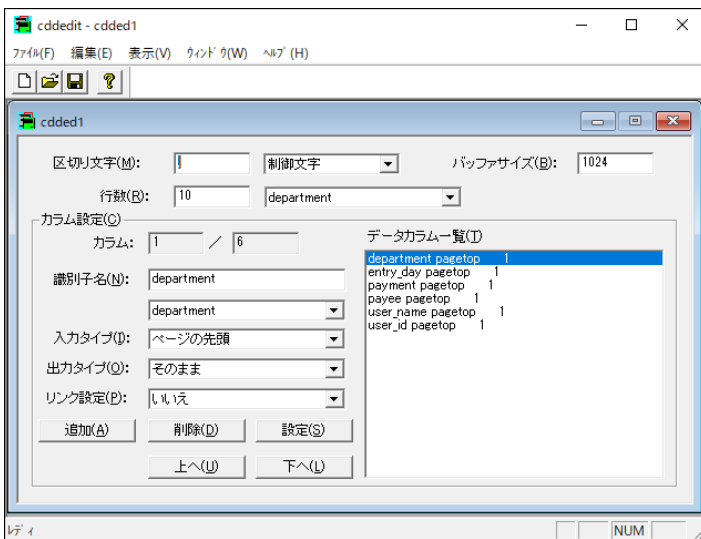 cddedit - cdded1
ファイル(F) 編集(E) 表示(V) ウィンドウ(W) ヘルプ(H)
cdded1
区切り文字(M): 制御文字 バッファサイズ(B): 1024
行数(R): 10 department
カラム設定(C)
カラム: 1 / 6
データカラム一覧(T)
department pagetop 1
entry_day pagetop 1
payment pagetop 1
payee pagetop 1
user_name pagetop 1
user_id pagetop 1
識別子名(N): department
department
入力タイプ(I): ページの先頭
出力タイプ(O): そのまま
リンク設定(P): いいえ
追加(A) 削除(D) 設定(S)
上へ(U) 下へ(L)
レディ NUM